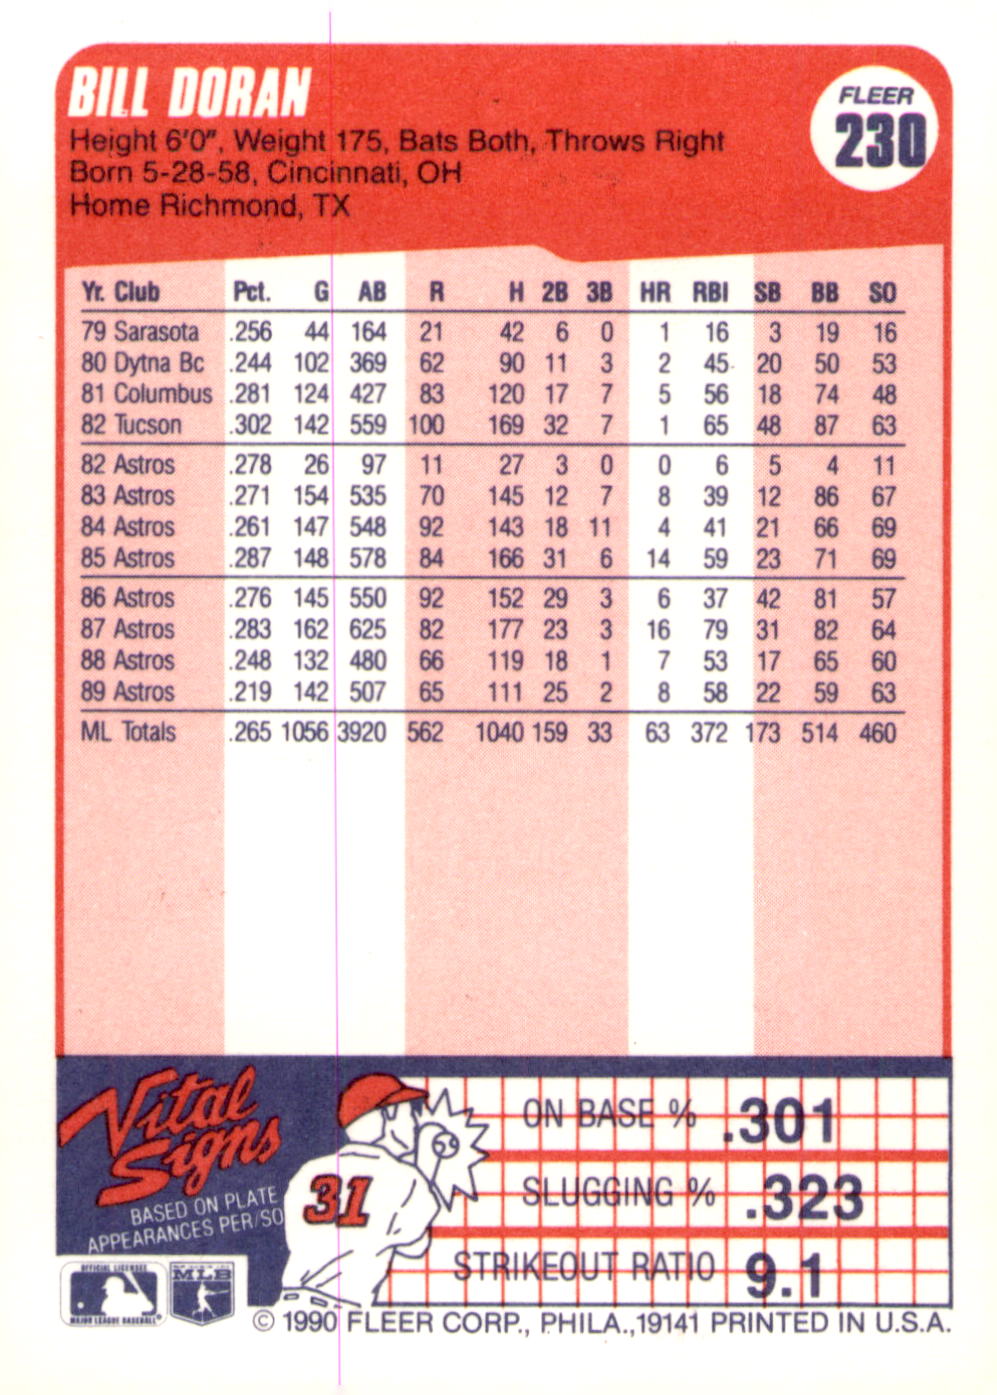 BILL DORAN
FLEER
230
Height 6'0", Weight 175, Bats Both, Throws Right
Born 5-28-58, Cincinnati, OH
Home Richmond, TX
Yr. Club Pct. G AB R H 2B 3B HR RBI SB BB SO
79 Sarasota .256 44 164 21 42 6 0 1 16 3 19 16
80 Dytna Bc .244 102 369 62 90 11 3 2 45 20 50 53
81 Columbus .281 124 427 83 120 17 7 5 56 18 74 48
82 Tucson .302 142 559 100 169 32 7 1 65 48 87 63
82 Astros .278 26 97 11 27 3 0 0 6 5 4 11
83 Astros .271 154 535 70 145 12 7 8 39 12 86 67
84 Astros .261 147 548 92 143 18 11 4 41 21 66 69
85 Astros .287 148 578 84 166 31 6 14 59 23 71 69
86 Astros .276 145 550 92 152 29 3 6 37 42 81 57
87 Astros .283 162 625 82 177 23 3 16 79 31 82 64
88 Astros .248 132 480 66 119 18 1 7 53 17 65 60
89 Astros .219 142 507 65 111 25 2 8 58 22 59 63
ML Totals .265 1056 3920 562 1040 159 33 63 372 173 514 460
Vital
Signs
BASED ON PLATE
APPEARANCES PER/SO
31
ON BASE % .301
SLUGGING % .323
STRIKEOUT RATIO 9.1
OFFICIAL LICENSEE
MAJOR LEAGUE BASEBALL
MLB
© 1990 FLEER CORP., PHILA.,19141 PRINTED IN U.S.A.